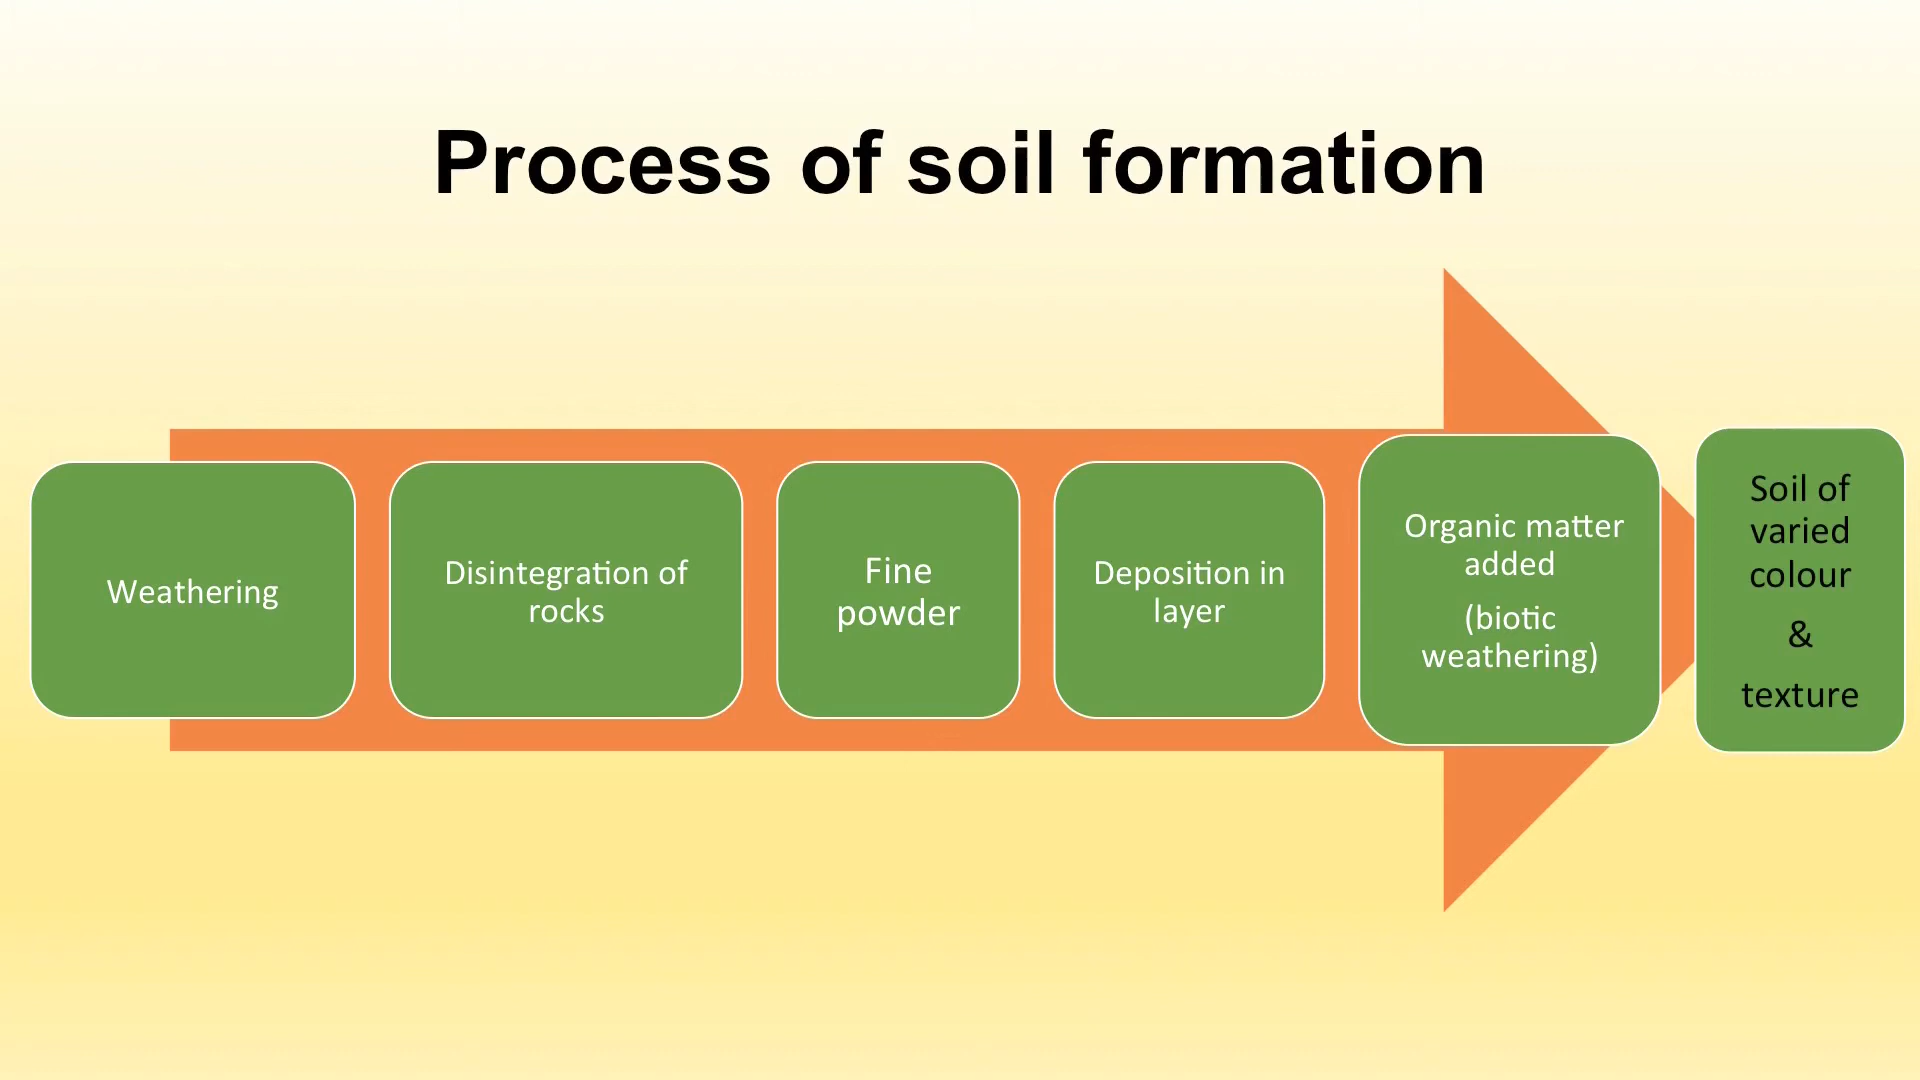 Process of soil formation
Weathering
Disintegration of
rocks
Fine
powder
Deposition in
layer
Organic matter
added
(biotic
weathering)
Soil of
varied
colour
&
texture